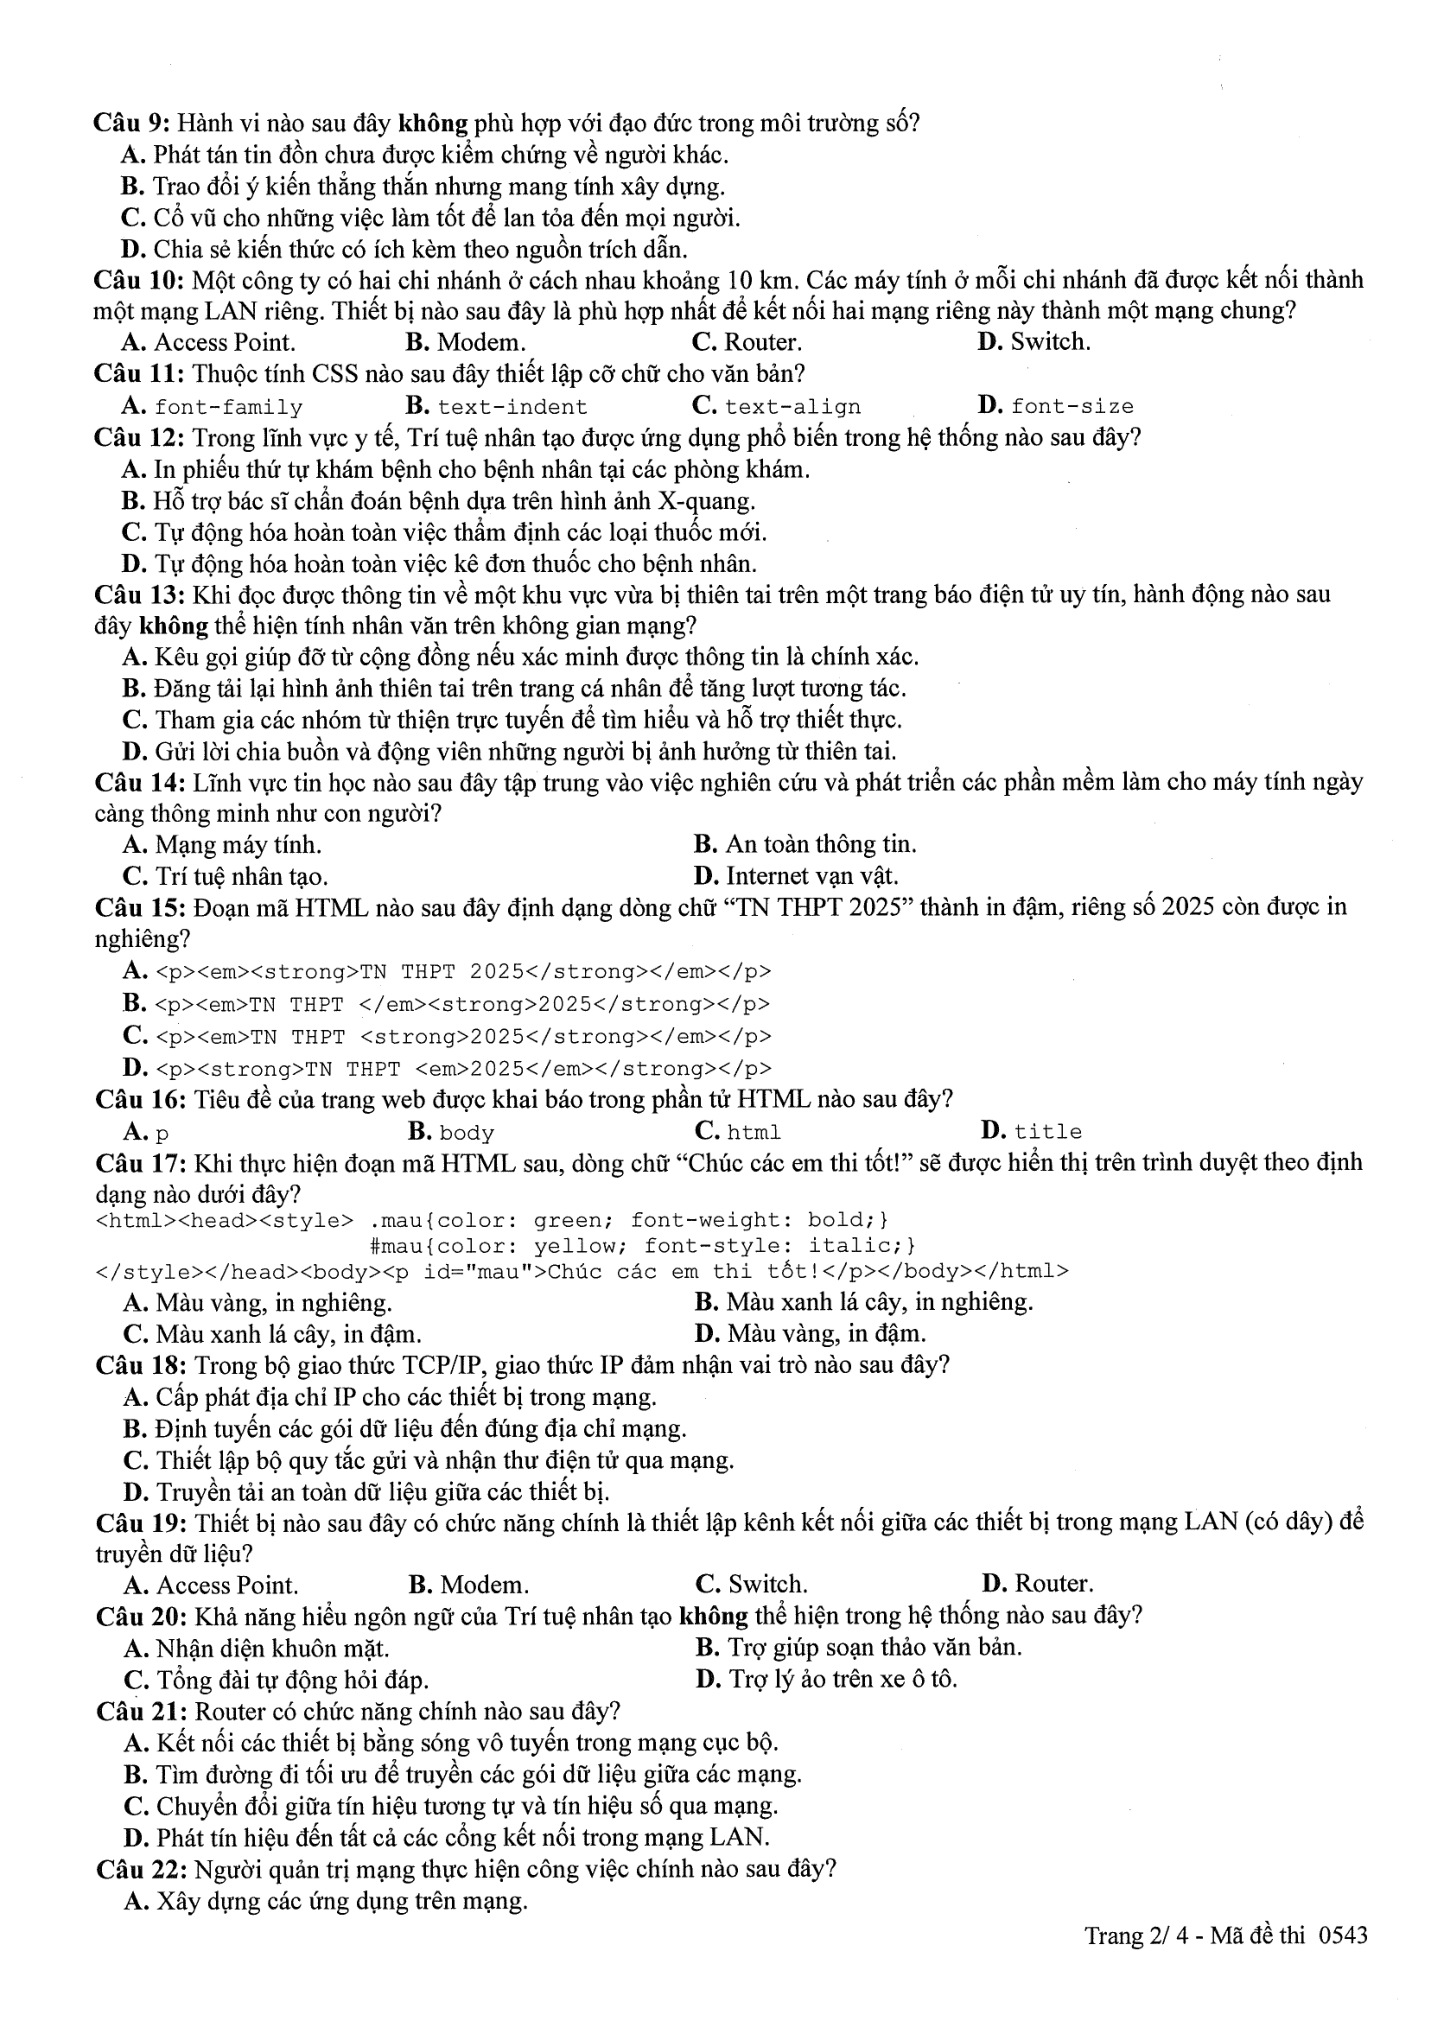 Câu 9: Hành vi nào sau đây không phù hợp với đạo đức trong môi trường số?
A. Phát tán tin đồn chưa được kiểm chứng về người khác.
B. Trao đổi ý kiến thẳng thắn nhưng mang tính xây dựng.
C. Cổ vũ cho những việc làm tốt để lan tỏa đến mọi người.
D. Chia sẻ kiến thức có ích kèm theo nguồn trích dẫn.
Câu 10: Một công ty có hai chi nhánh ở cách nhau khoảng 10 km. Các máy tính ở mỗi chi nhánh đã được kết nối thành
một mạng LAN riêng. Thiết bị nào sau đây là phù hợp nhất để kết nối hai mạng riêng này thành một mạng chung?
A. Access Point. B. Modem. C. Router. D. Switch.
Câu 11: Thuộc tính CSS nào sau đây thiết lập cỡ chữ cho văn bản?
A. font-family B. text-indent C. text-align D. font-size
Câu 12: Trong lĩnh vực y tế, Trí tuệ nhân tạo được ứng dụng phổ biến trong hệ thống nào sau đây?
A. In phiếu thứ tự khám bệnh cho bệnh nhân tại các phòng khám.
B. Hỗ trợ bác sĩ chẩn đoán bệnh dựa trên hình ảnh X-quang.
C. Tự động hóa hoàn toàn việc thẩm định các loại thuốc mới.
D. Tự động hóa hoàn toàn việc kê đơn thuốc cho bệnh nhân.
Câu 13: Khi đọc được thông tin về một khu vực vừa bị thiên tai trên một trang báo điện tử uy tín, hành động nào sau
đây không thể hiện tính nhân văn trên không gian mạng?
A. Kêu gọi giúp đỡ từ cộng đồng nếu xác minh được thông tin là chính xác.
B. Đăng tải lại hình ảnh thiên tai trên trang cá nhân để tăng lượt tương tác.
C. Tham gia các nhóm từ thiện trực tuyến để tìm hiểu và hỗ trợ thiết thực.
D. Gửi lời chia buồn và động viên những người bị ảnh hưởng từ thiên tai.
Câu 14: Lĩnh vực tin học nào sau đây tập trung vào việc nghiên cứu và phát triển các phần mềm làm cho máy tính ngày
càng thông minh như con người?
A. Mạng máy tính. B. An toàn thông tin.
C. Trí tuệ nhân tạo. D. Internet vạn vật.
Câu 15: Đoạn mã HTML nào sau đây định dạng dòng chữ “TN THPT 2025” thành in đậm, riêng số 2025 còn được in
nghiêng?
A. <p><em><strong>TN THPT 2025</strong></em></p>
B. <p><em>TN THPT </em><strong>2025</strong></p>
C. <p><em>TN THPT <strong>2025</strong></em></p>
D. <p><strong>TN THPT <em>2025</em></strong></p>
Câu 16: Tiêu đề của trang web được khai báo trong phần tử HTML nào sau đây?
A. p B. body C. html D. title
Câu 17: Khi thực hiện đoạn mã HTML sau, dòng chữ “Chúc các em thi tốt!” sẽ được hiển thị trên trình duyệt theo định
dạng nào dưới đây?
<html><head><style> .mau{color: green; font-weight: bold;}
#mau{color: yellow; font-style: italic;}
</style></head><body><p id="mau">Chúc các em thi tốt!</p></body></html>
A. Màu vàng, in nghiêng. B. Màu xanh lá cây, in nghiêng.
C. Màu xanh lá cây, in đậm. D. Màu vàng, in đậm.
Câu 18: Trong bộ giao thức TCP/IP, giao thức IP đảm nhận vai trò nào sau đây?
A. Cấp phát địa chỉ IP cho các thiết bị trong mạng.
B. Định tuyến các gói dữ liệu đến đúng địa chỉ mạng.
C. Thiết lập bộ quy tắc gửi và nhận thư điện tử qua mạng.
D. Truyền tải an toàn dữ liệu giữa các thiết bị.
Câu 19: Thiết bị nào sau đây có chức năng chính là thiết lập kênh kết nối giữa các thiết bị trong mạng LAN (có dây) để
truyền dữ liệu?
A. Access Point. B. Modem. C. Switch. D. Router.
Câu 20: Khả năng hiểu ngôn ngữ của Trí tuệ nhân tạo không thể hiện trong hệ thống nào sau đây?
A. Nhận diện khuôn mặt. B. Trợ giúp soạn thảo văn bản.
C. Tổng đài tự động hỏi đáp. D. Trợ lý ảo trên xe ô tô.
Câu 21: Router có chức năng chính nào sau đây?
A. Kết nối các thiết bị bằng sóng vô tuyến trong mạng cục bộ.
B. Tìm đường đi tối ưu để truyền các gói dữ liệu giữa các mạng.
C. Chuyển đổi giữa tín hiệu tương tự và tín hiệu số qua mạng.
D. Phát tín hiệu đến tất cả các cổng kết nối trong mạng LAN.
Câu 22: Người quản trị mạng thực hiện công việc chính nào sau đây?
A. Xây dựng các ứng dụng trên mạng.
Trang 2/ 4 - Mã đề thi 0543